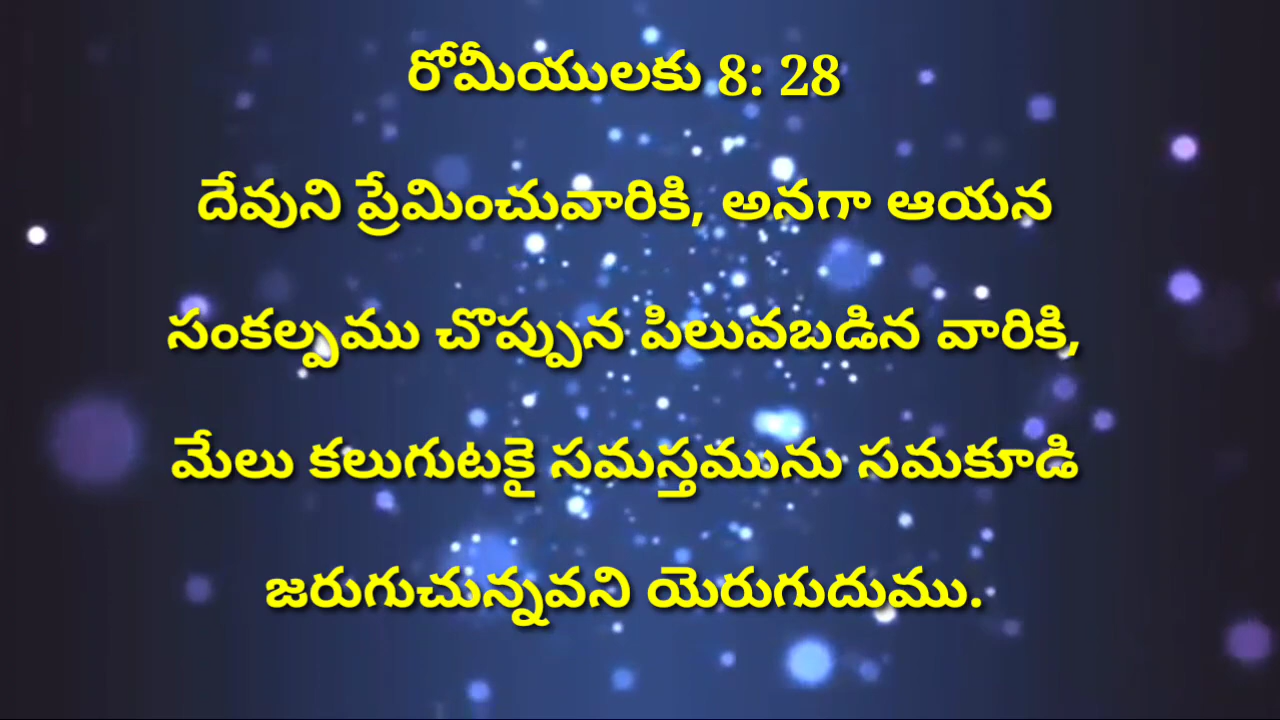 రోమీయులకు 8: 28
దేవుని ప్రేమించువారికి, అనగా ఆయన
సంకల్పము చొప్పున పిలువబడిన వారికి,
మేలు కలుగుటకై సమస్తమును సమకూడి
జరుగుచున్నవని యెరుగుదుము.